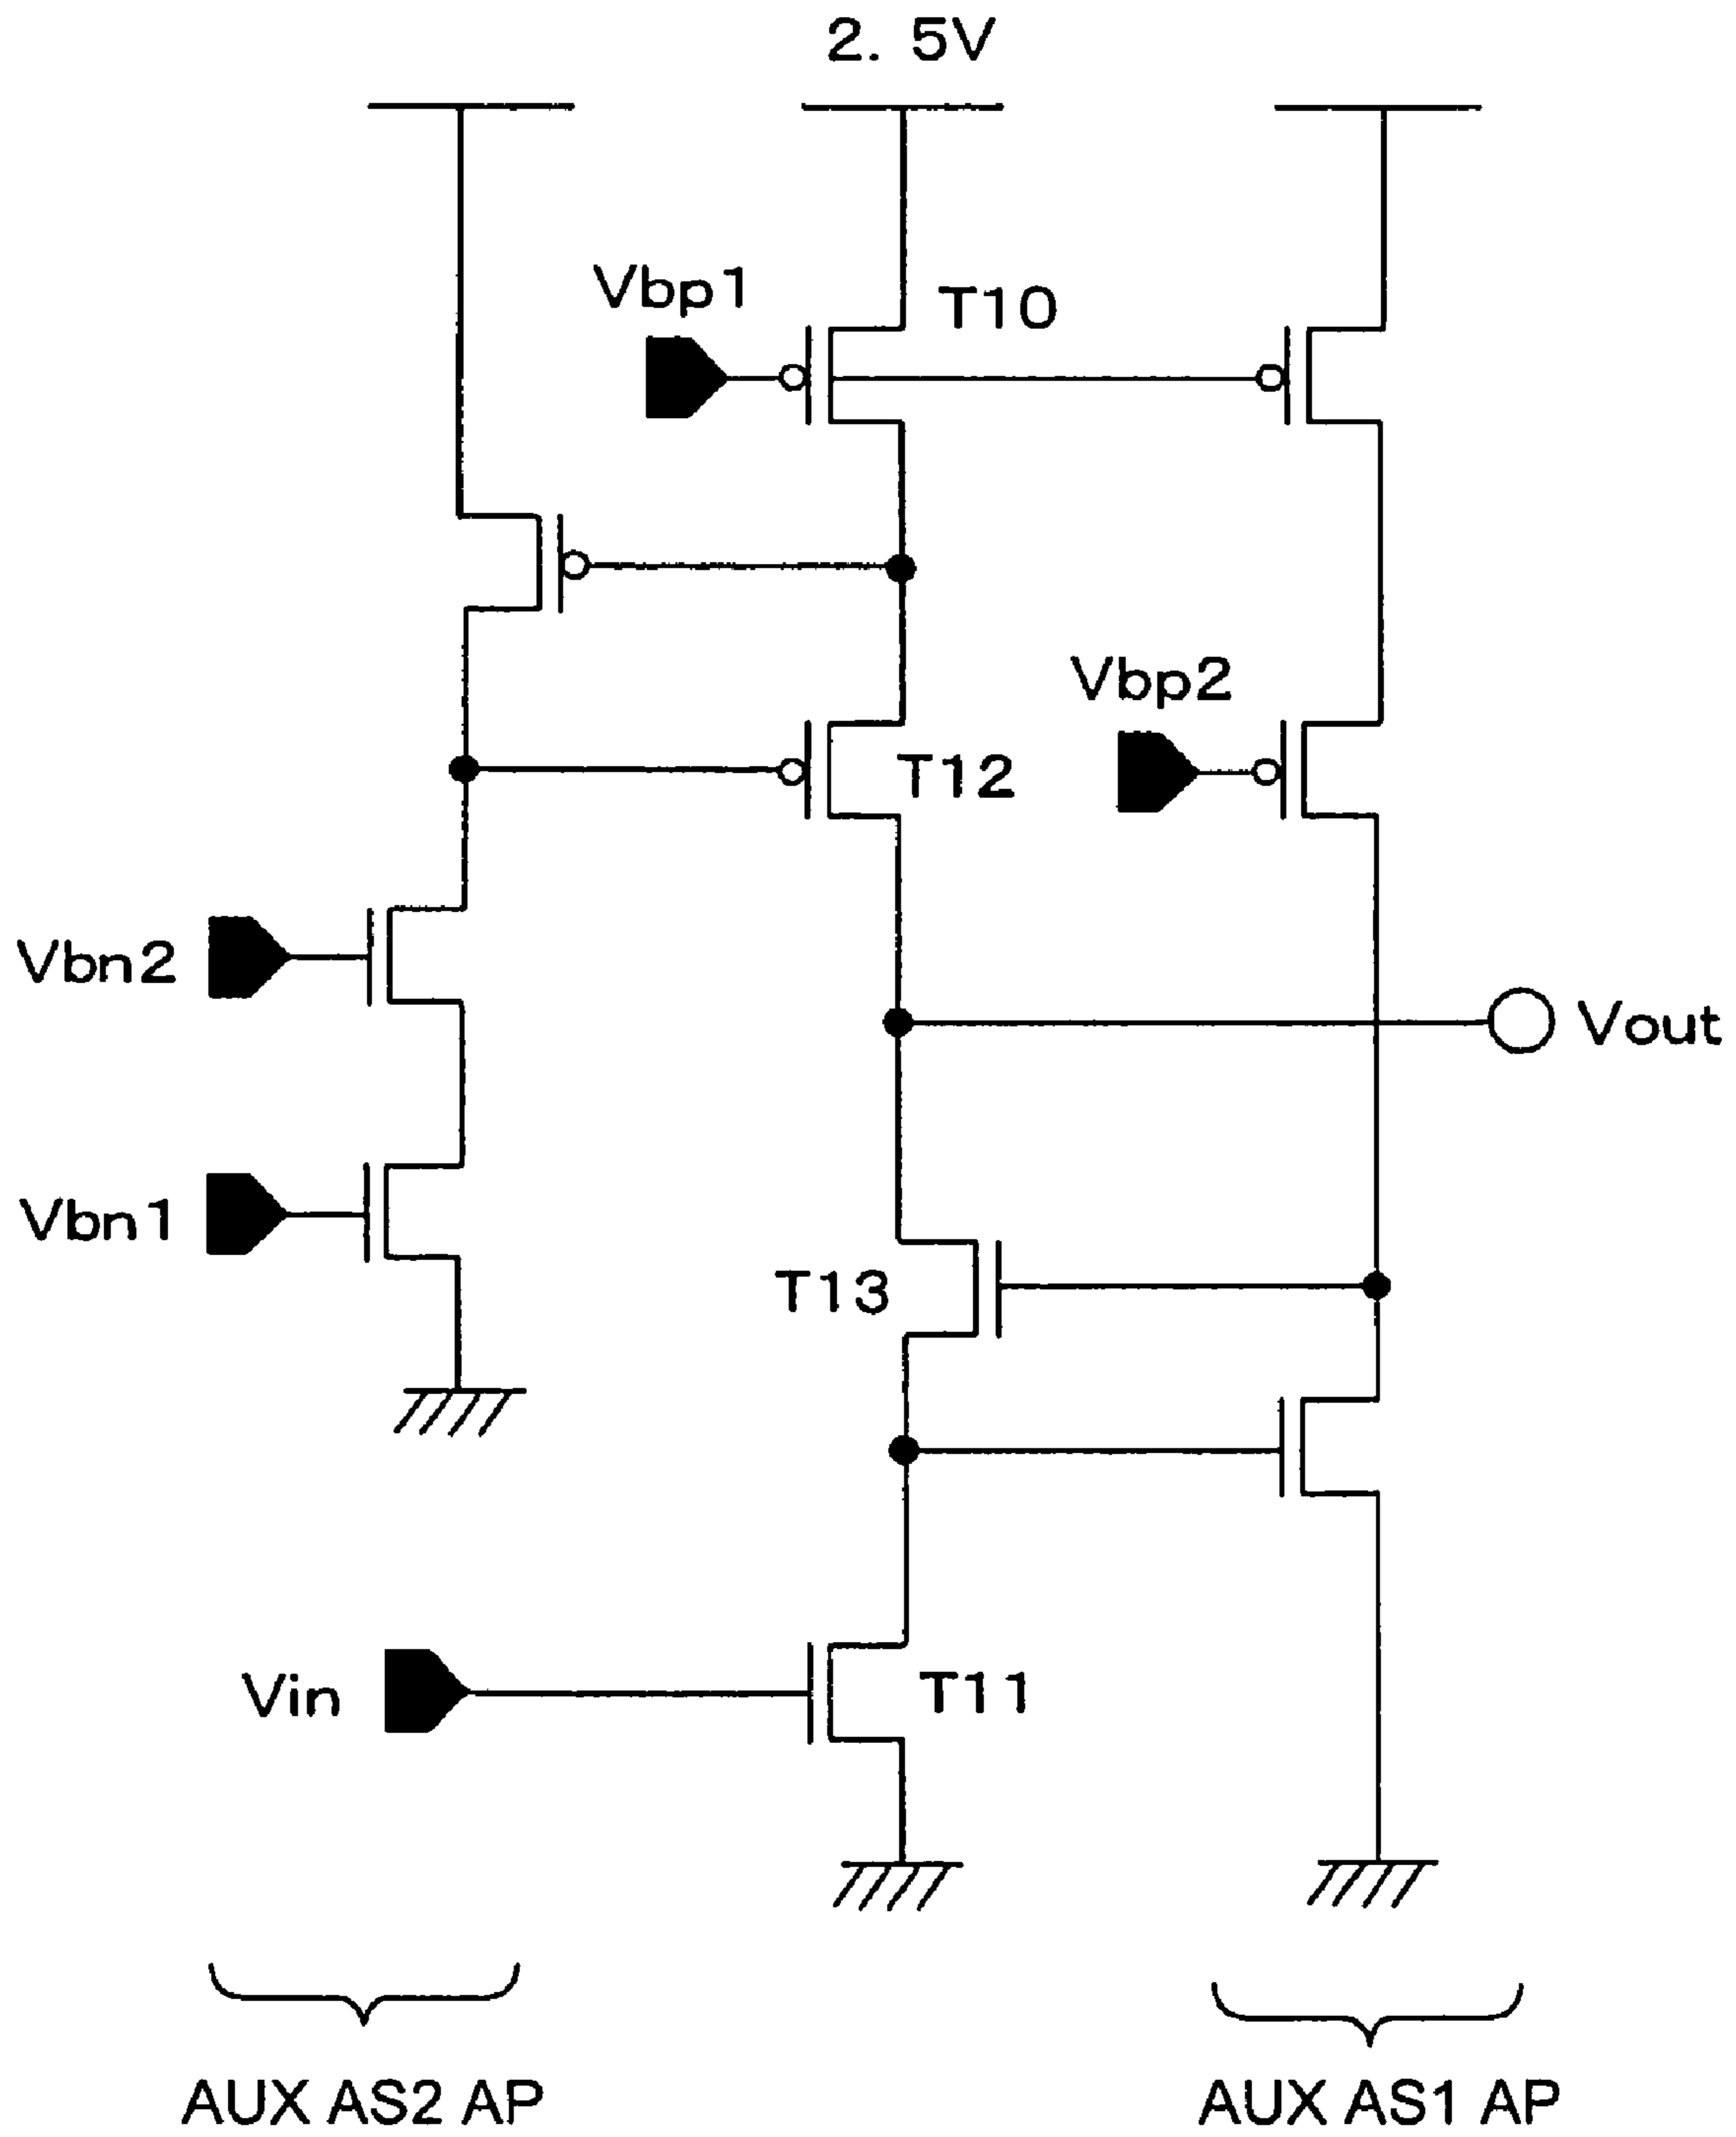 2. 5V
Vbp1
T10
Vbp2
T12
Vbn2
Vout
Vbn1
T13
Vin
T11
AUX AS2 AP
AUX AS1 AP